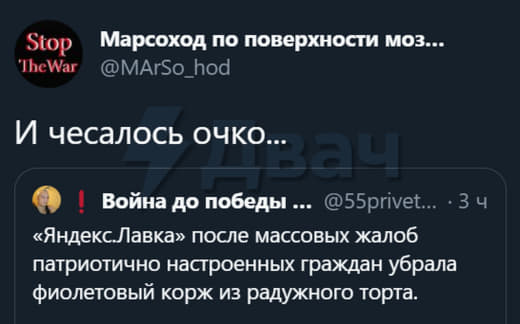 Stop
TheWar
Марсоход по поверхности моз...
@MArSo_hod
И чесалось очко...
Двач
❗ Война до победы ... @55privet... · 3 ч
«Яндекс.Лавка» после массовых жалоб
патриотично настроенных граждан убрала
фиолетовый корж из радужного торта.